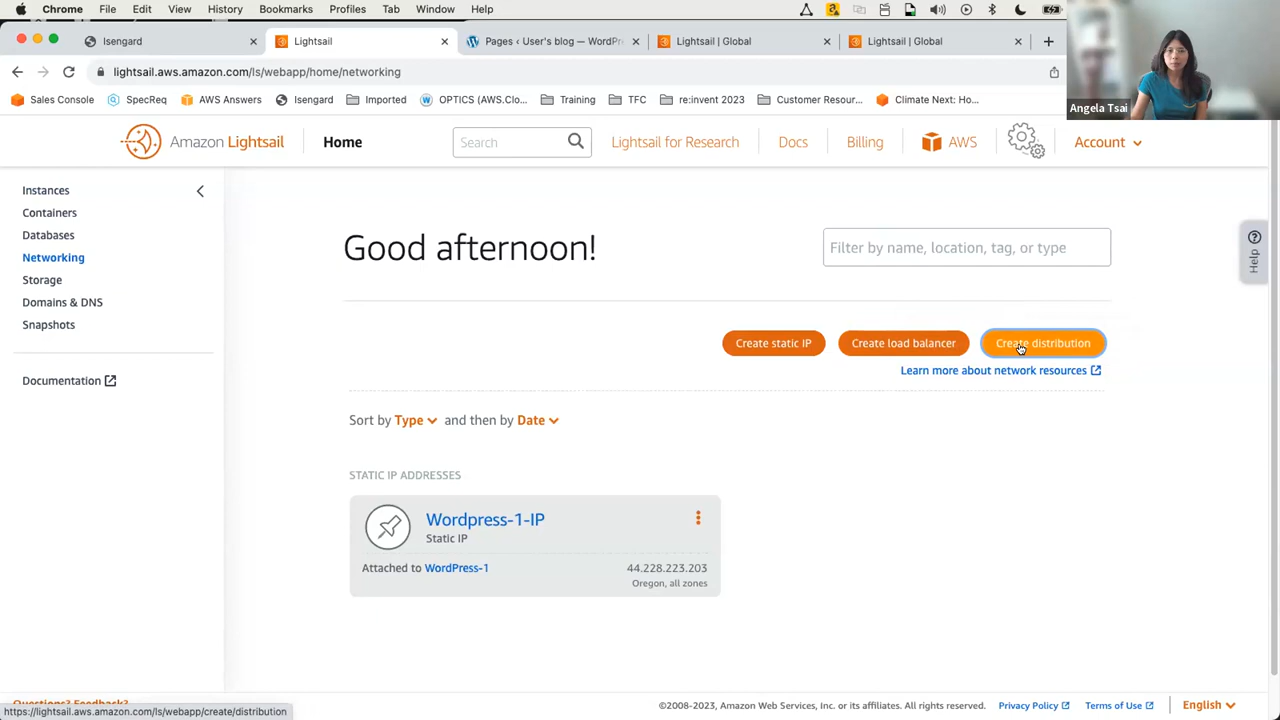 Chrome File Edit View History Bookmarks Profiles Tab Window Help
Isengard
Lightsail
Pages ‹ User's blog — WordPr
Lightsail | Global
Lightsail | Global
lightsail.aws.amazon.com/ls/webapp/home/networking
Sales Console
SpecReq
AWS Answers
Isengard
Imported
OPTICS (AWS.Clo...
Training
TFC
re:invent 2023
Customer Resour...
Climate Next: Ho...
Angela Tsai
Amazon Lightsail
Home
Search
Lightsail for Research
Docs
Billing
AWS
Account
Instances
Containers
Databases
Networking
Storage
Domains & DNS
Snapshots
Documentation
Good afternoon!
Filter by name, location, tag, or type
Help
Create static IP
Create load balancer
Create distribution
Learn more about network resources
Sort by Type and then by Date
STATIC IP ADDRESSES
Wordpress-1-IP
Static IP
Attached to WordPress-1
44.228.223.203
Oregon, all zones
Questions? Feedback?
https://lightsail.aws.amazon.com/ls/webapp/create/distribution
©2008-2023, Amazon Web Services, Inc. or its affiliates. All rights reserved.
Privacy Policy
Terms of Use
English